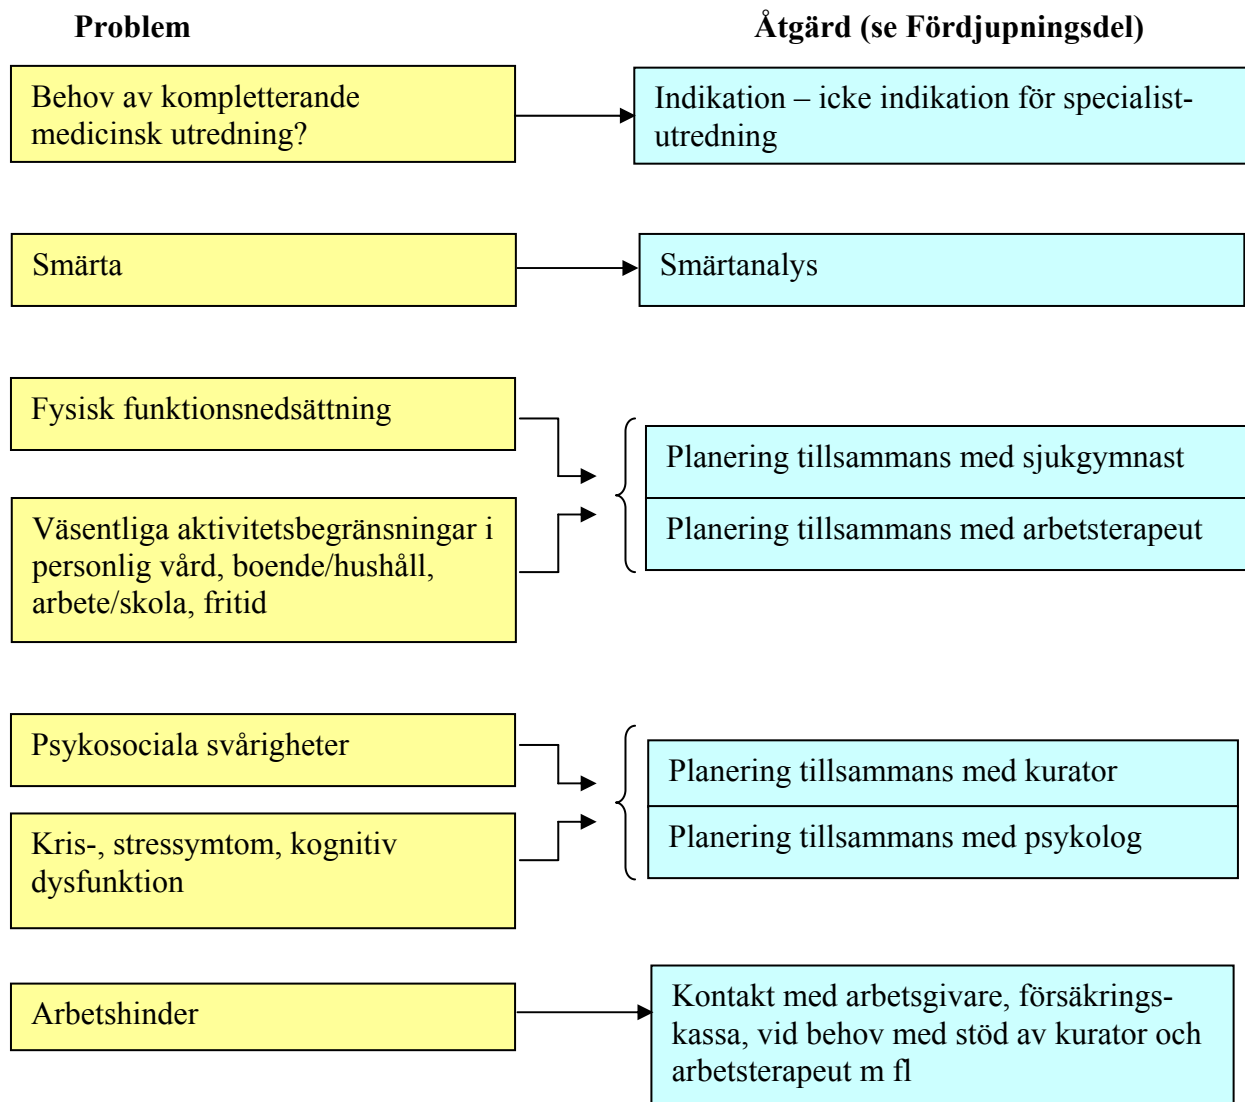 Problem
Åtgärd (se Fördjupningsdel)
Behov av kompletterande
medicinsk utredning?
Indikation – icke indikation för specialist-
utredning
Smärta
Smärtanalys
Fysisk funktionsnedsättning
Väsentliga aktivitetsbegränsningar i
personlig vård, boende/hushåll,
arbete/skola, fritid
Planering tillsammans med sjukgymnast
Planering tillsammans med arbetsterapeut
Psykosociala svårigheter
Kris-, stressymtom, kognitiv
dysfunktion
Planering tillsammans med kurator
Planering tillsammans med psykolog
Arbetshinder
Kontakt med arbetsgivare, försäkrings-
kassa, vid behov med stöd av kurator och
arbetsterapeut m fl